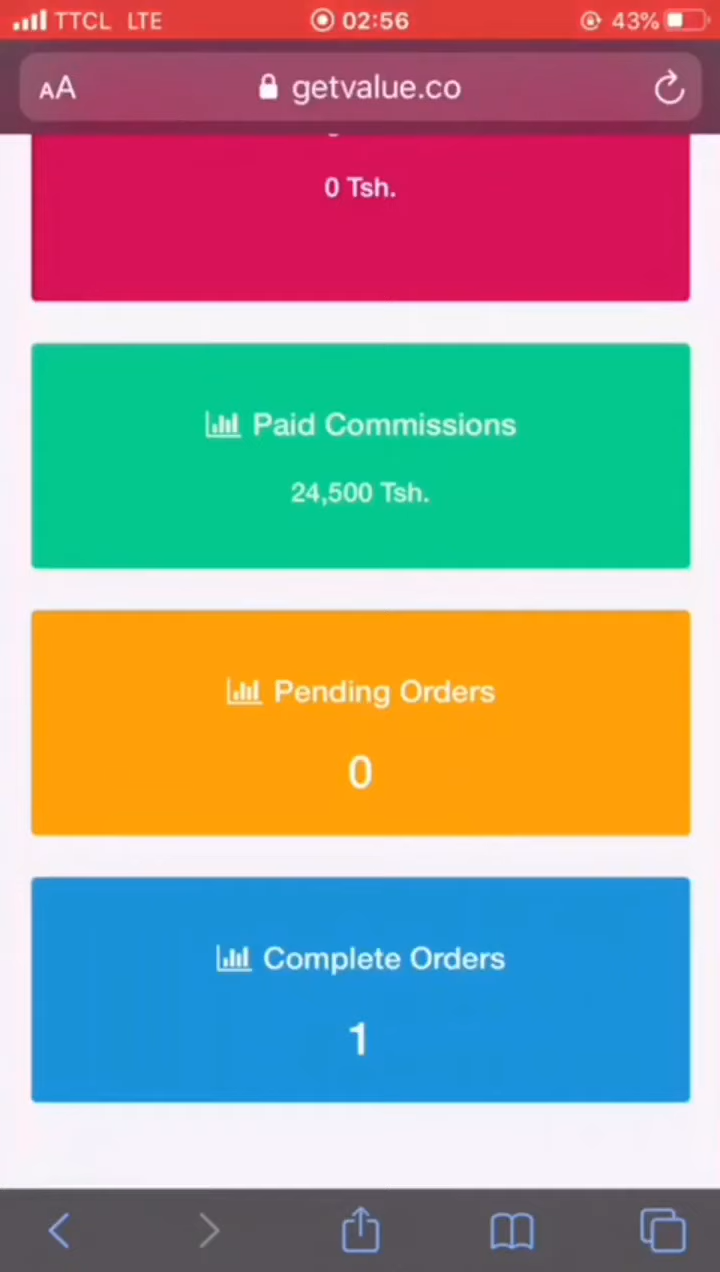 TTCL LTE 02:56 43%
AA getvalue.co
0 Tsh.
Paid Commissions
24,500 Tsh.
Pending Orders
0
Complete Orders
1